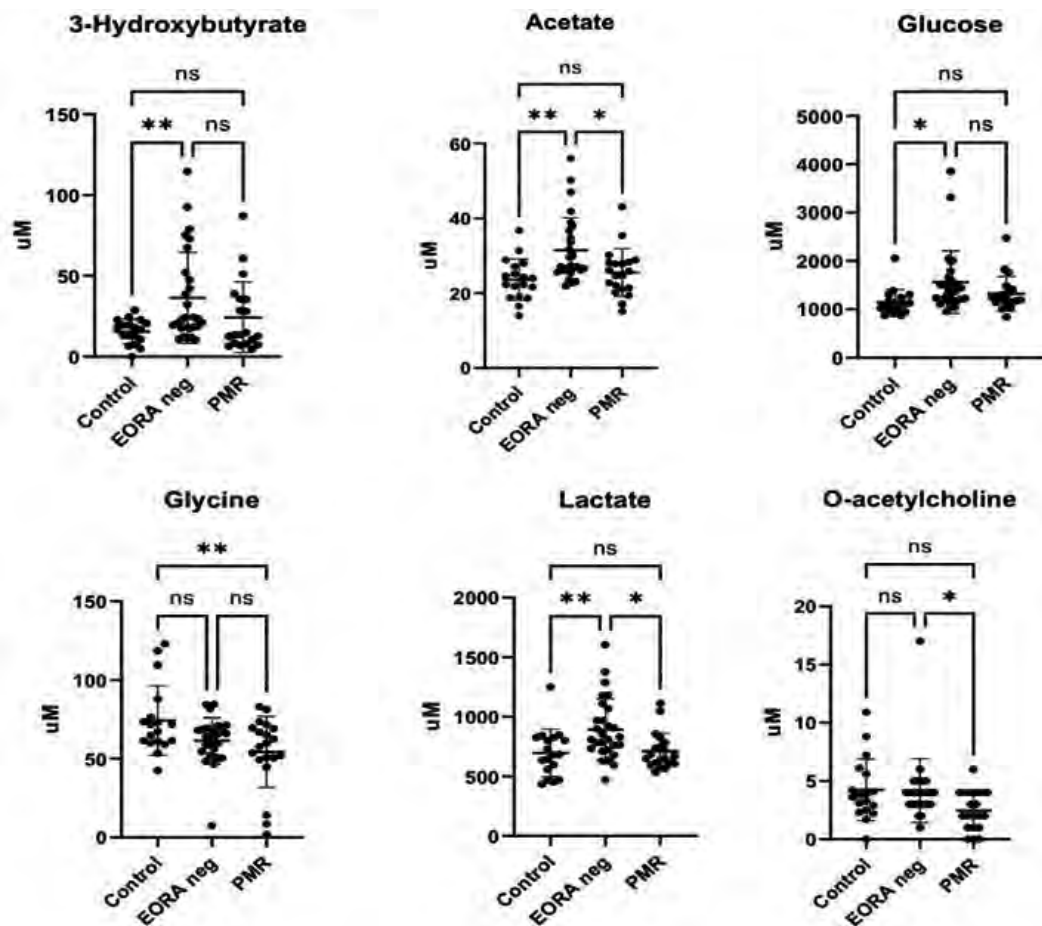 3-Hydroxybutyrate
ns
** ns
150
100
50
0
uM
Control
EORA neg
PMR
Acetate
ns
** *
60
40
20
0
uM
Control
EORA neg
PMR
Glucose
ns
* ns
5000
4000
3000
2000
1000
0
uM
Control
EORA neg
PMR
Glycine
**
ns ns
150
100
50
0
uM
Control
EORA neg
PMR
Lactate
ns
** *
2000
1500
1000
500
0
uM
Control
EORA neg
PMR
O-acetylcholine
ns
ns *
20
15
10
5
0
uM
Control
EORA neg
PMR